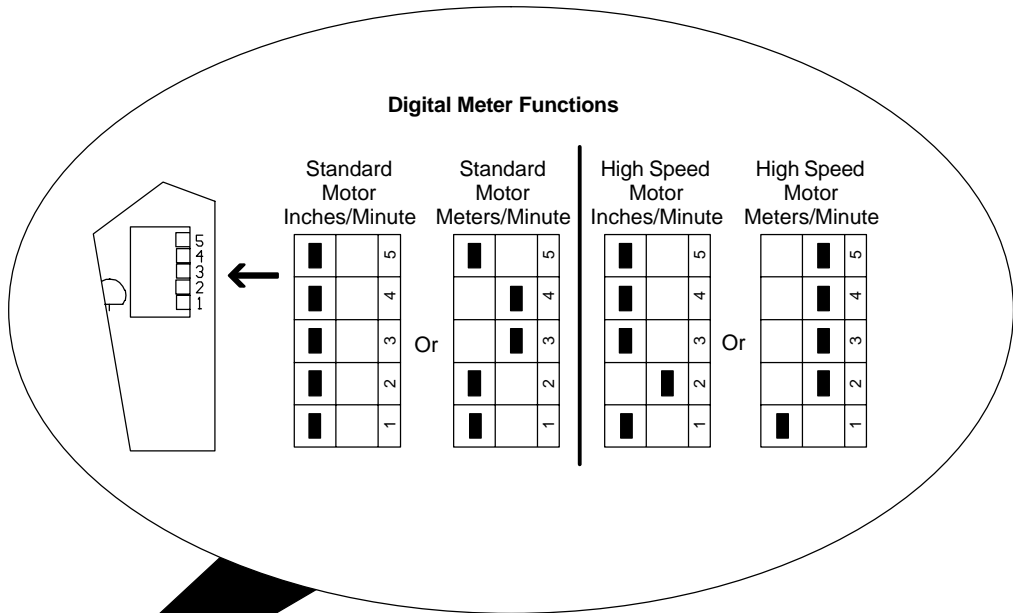 Digital Meter Functions
Standard
Motor
Inches/Minute
Standard
Motor
Meters/Minute
High Speed
Motor
Inches/Minute
High Speed
Motor
Meters/Minute
5
4
3
2
1
5
4
3
2
1
Or
5
4
3
2
1
5
4
3
2
1
Or
5
4
3
2
1